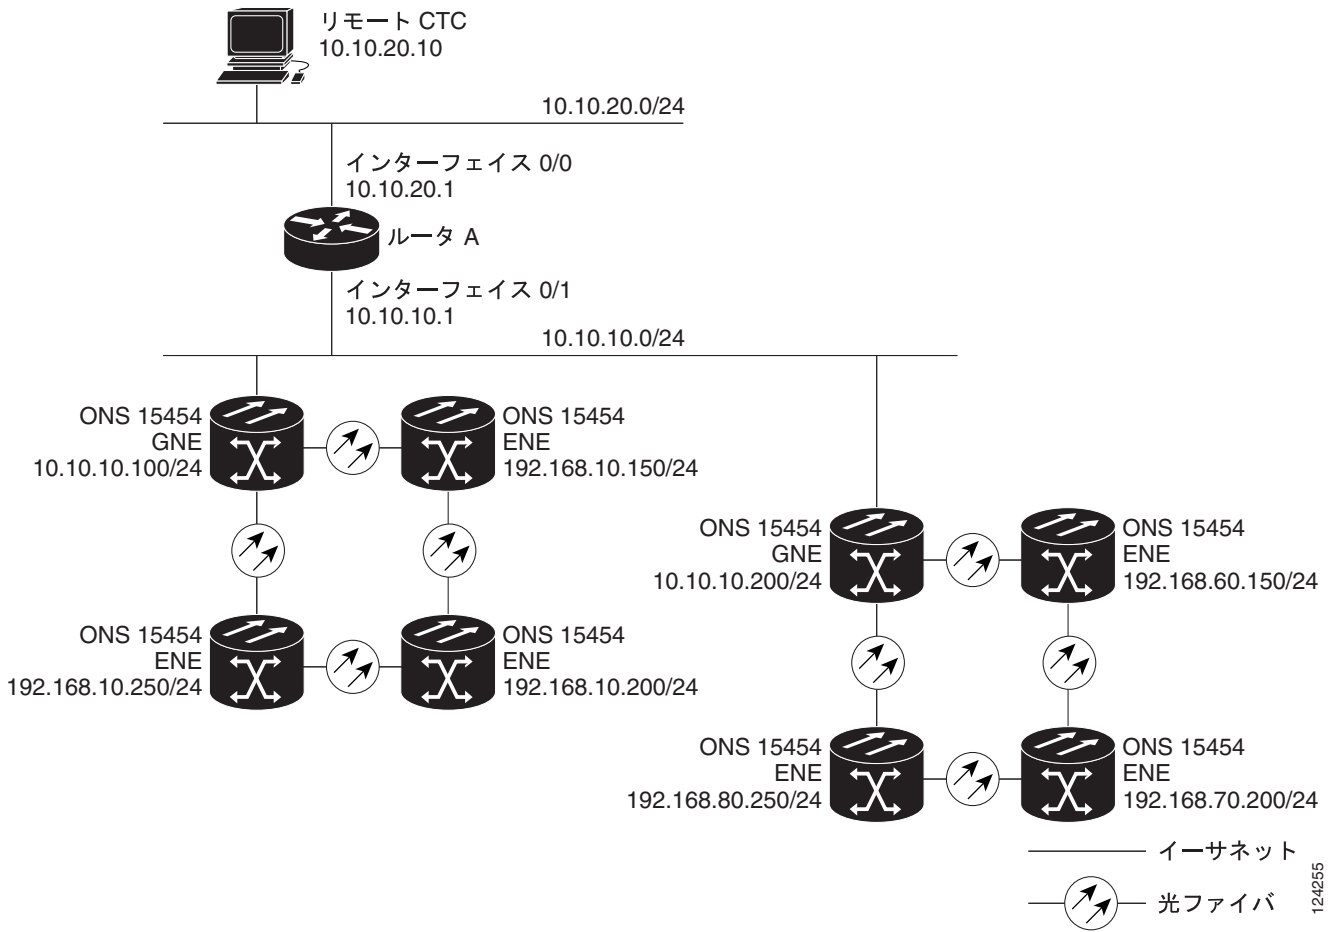 リモート CTC
10.10.20.10
10.10.20.0/24
インターフェイス 0/0
10.10.20.1
ルータ A
インターフェイス 0/1
10.10.10.1
10.10.10.0/24
ONS 15454
GNE
10.10.10.100/24
ONS 15454
ENE
192.168.10.150/24
ONS 15454
ENE
192.168.10.250/24
ONS 15454
ENE
192.168.10.200/24
ONS 15454
GNE
10.10.10.200/24
ONS 15454
ENE
192.168.60.150/24
ONS 15454
ENE
192.168.80.250/24
ONS 15454
ENE
192.168.70.200/24
イーサネット
光ファイバ
124255